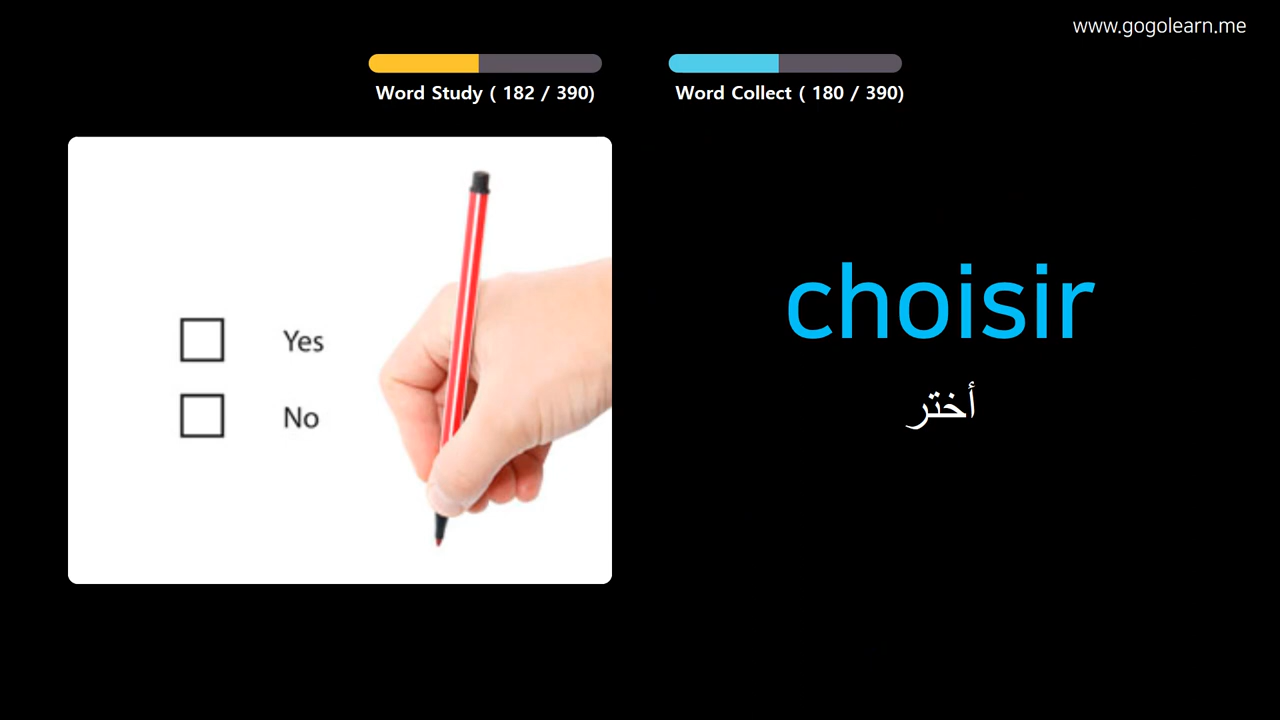 www.gogolearn.me
Word Study ( 182 / 390)
Word Collect ( 180 / 390)
Yes
No
choisir
أختر